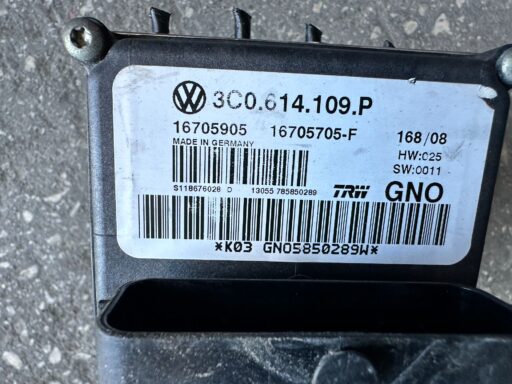 3C0.614.109.P
16705905 16705705-F 168/08
MADE IN GERMANY HW:025
SW:0011
S118676028 D 13055 785850289 TRW GNO
*K03 GNO5850289W*